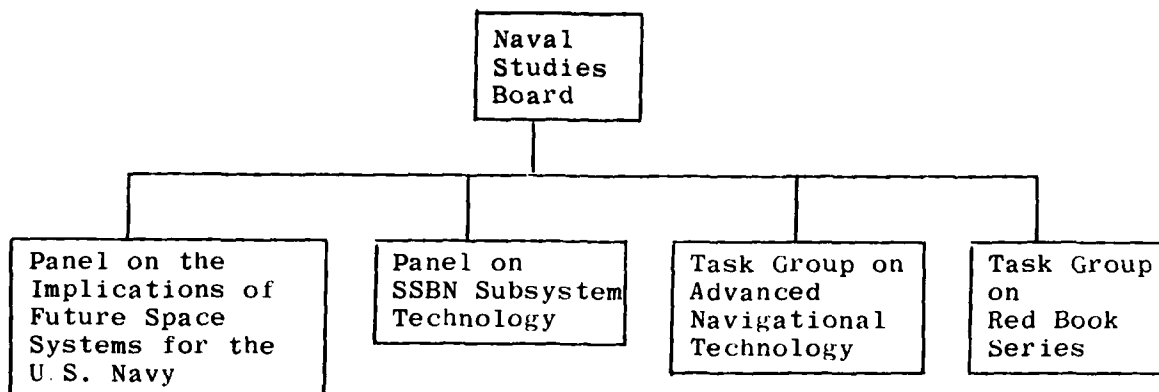 Naval
Studies
Board
Panel on the
Implications of
Future Space
Systems for the
U.S. Navy
Panel on
SSBN Subsystem
Technology
Task Group on
Advanced
Navigational
Technology
Task Group
on
Red Book
Series